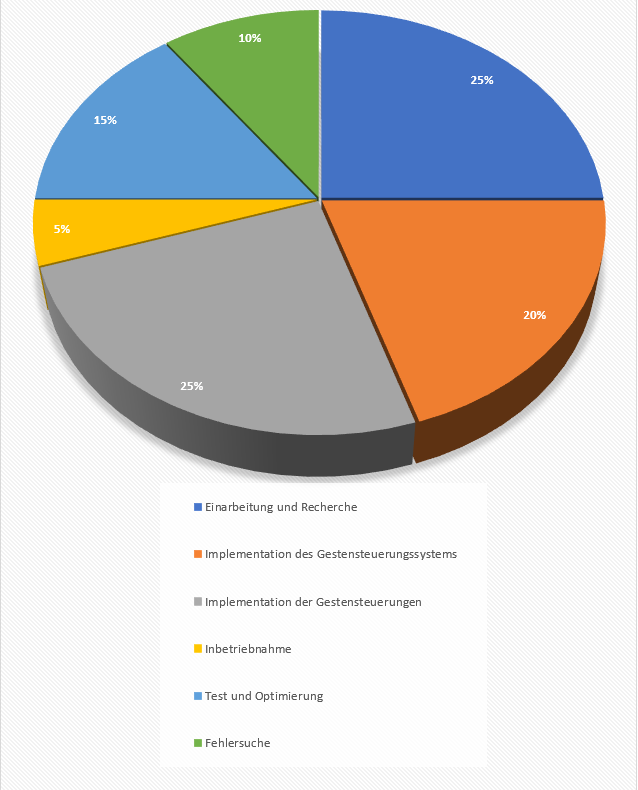 10%
25%
15%
5%
20%
25%
Einarbeitung und Recherche
Implementation des Gestensteuerungssystems
Implementation der Gestensteuerungen
Inbetriebnahme
Test und Optimierung
Fehlersuche